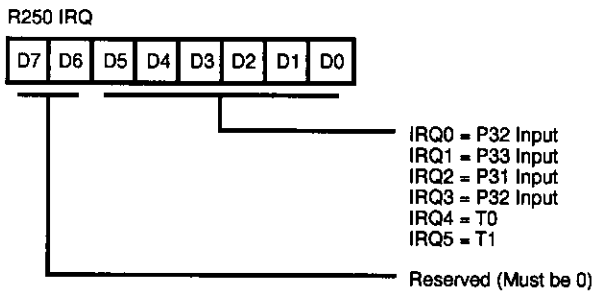 R250 IRQ
D7 D6 D5 D4 D3 D2 D1 D0
IRQ0 = P32 Input
IRQ1 = P33 Input
IRQ2 = P31 Input
IRQ3 = P32 Input
IRQ4 = T0
IRQ5 = T1
Reserved (Must be 0)